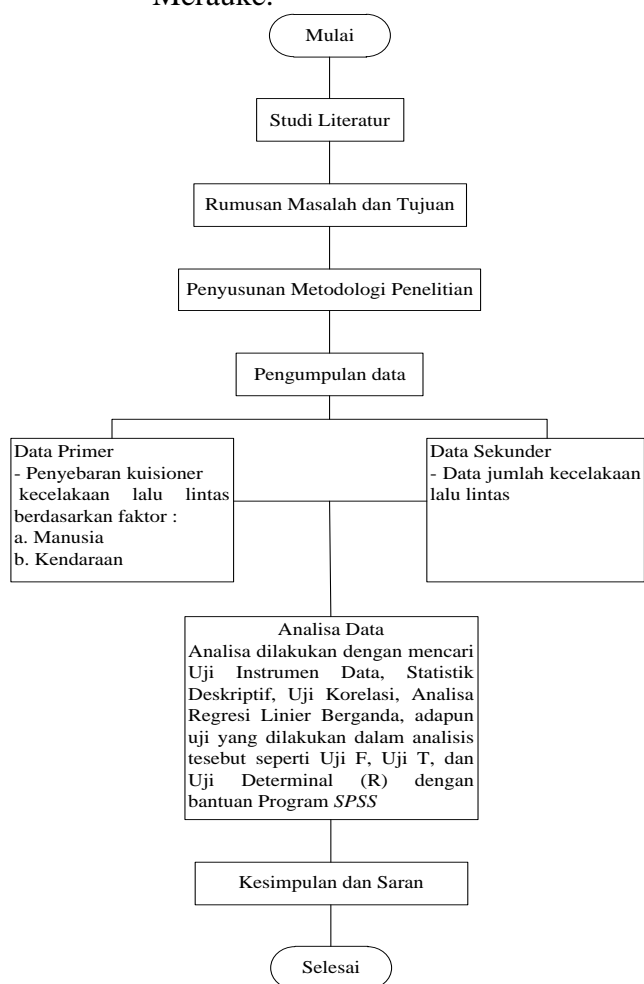 Merauke.
Mulai
Studi Literatur
Rumusan Masalah dan Tujuan
Penyusunan Metodologi Penelitian
Pengumpulan data
Data Primer
- Penyebaran kuisioner
kecelakaan lalu lintas
berdasarkan faktor :
a. Manusia
b. Kendaraan
Data Sekunder
- Data jumlah kecelakaan
lalu lintas
Analisa Data
Analisa dilakukan dengan mencari
Uji Instrumen Data, Statistik
Deskriptif, Uji Korelasi, Analisa
Regresi Linier Berganda, adapun
uji yang dilakukan dalam analisis
tesebut seperti Uji F, Uji T, dan
Uji Determinal (R) dengan
bantuan Program SPSS
Kesimpulan dan Saran
Selesai